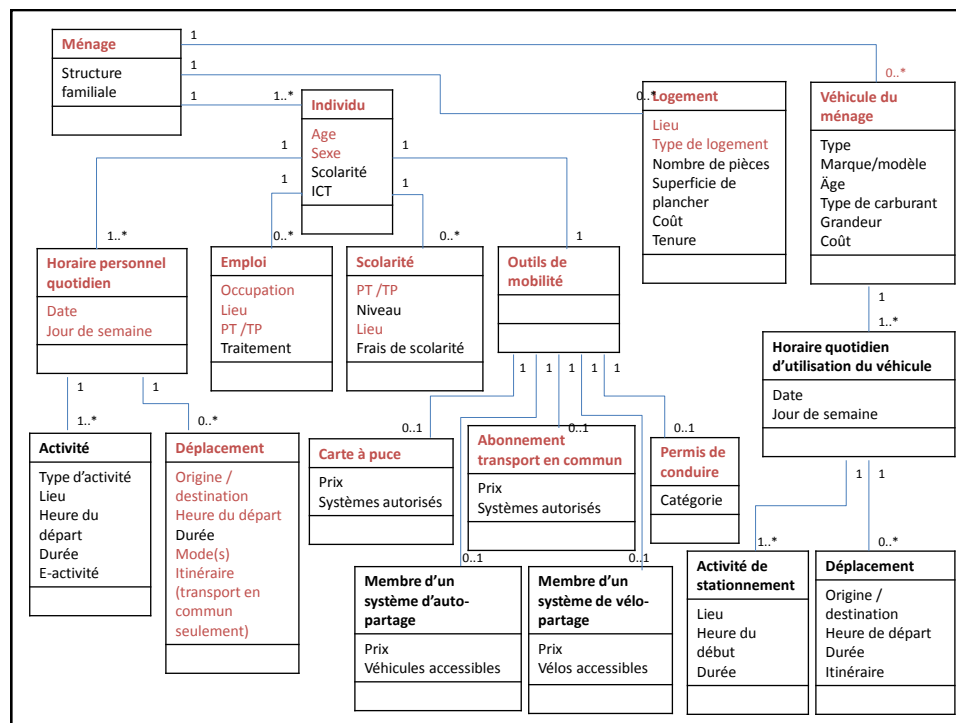 Ménage
Structure
familiale
1
1
1
1..*
0..*
0..*
Individu
Age
Sexe
Scolarité
ICT
Logement
Lieu
Type de logement
Nombre de pièces
Superficie de
plancher
Coût
Tenure
Véhicule du
ménage
Type
Marque/modèle
Äge
Type de carburant
Grandeur
Coût
1
1
1
1
1..*
0..*
0..*
1
Horaire personnel
quotidien
Date
Jour de semaine
Emploi
Occupation
Lieu
PT /TP
Traitement
Scolarité
PT /TP
Niveau
Lieu
Frais de scolarité
Outils de
mobilité
1
1..*
Horaire quotidien
d'utilisation du véhicule
Date
Jour de semaine
1
1
1..*
0..*
1
1
1
1
1
0..1
0..1
0..1
Activité
Type d'activité
Lieu
Heure du
départ
Durée
E-activité
Déplacement
Origine /
destination
Heure du départ
Durée
Mode(s)
Itinéraire
(transport en
commun
seulement)
Carte à puce
Prix
Systèmes autorisés
Abonnement
transport en commun
Prix
Systèmes autorisés
Permis de
conduire
Catégorie
1
1
1..*
0..*
0..1
0..1
Membre d'un
système d'auto-
partage
Prix
Véhicules accessibles
Membre d'un
système de vélo-
partage
Prix
Vélos accessibles
Activité de
stationnement
Lieu
Heure du
début
Durée
Déplacement
Origine /
destination
Heure de départ
Durée
Itinéraire